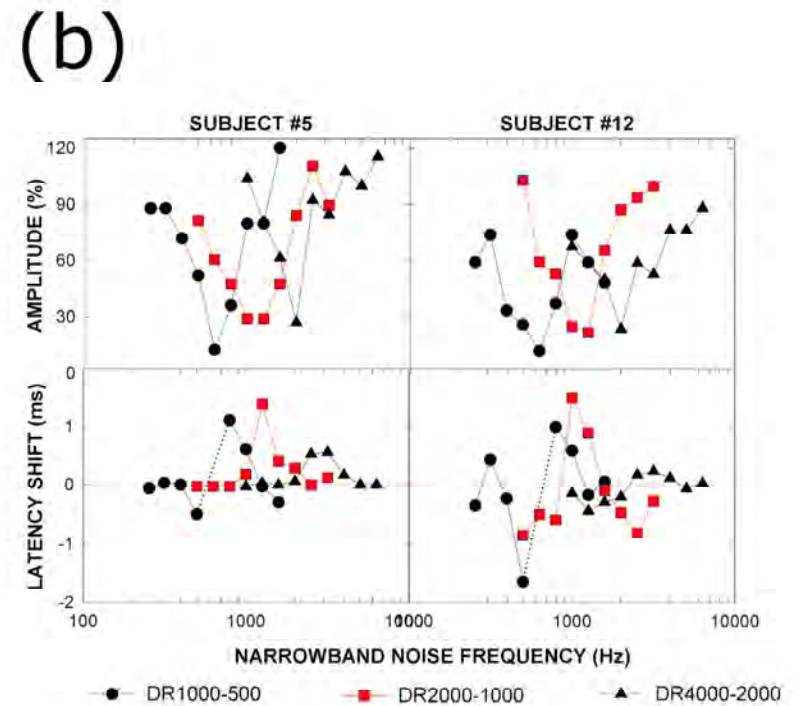 (b)
SUBJECT #5 SUBJECT #12
AMPLITUDE (%)
120
90
60
30
0
LATENCY SHIFT (ms)
1
0
-1
-2
100 1000 10000 1000 10000
NARROWBAND NOISE FREQUENCY (Hz)
DR1000-500 DR2000-1000 DR4000-2000